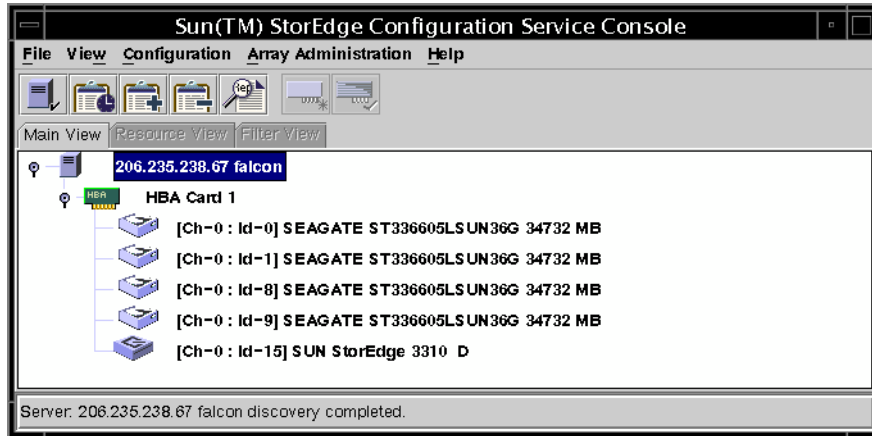 Sun(TM) StorEdge Configuration Service Console
File View Configuration Array Administration Help
Rep
Main View Resource View Filter View
206.235.238.67 falcon
HBA HBA Card 1
[Ch-0 : Id-0] SEAGATE ST336605LSUN36G 34732 MB
[Ch-0 : Id-1] SEAGATE ST336605LSUN36G 34732 MB
[Ch-0 : Id-8] SEAGATE ST336605LSUN36G 34732 MB
[Ch-0 : Id-9] SEAGATE ST336605LSUN36G 34732 MB
[Ch-0 : Id-15] SUN StorEdge 3310 D
Server: 206.235.238.67 falcon discovery completed.